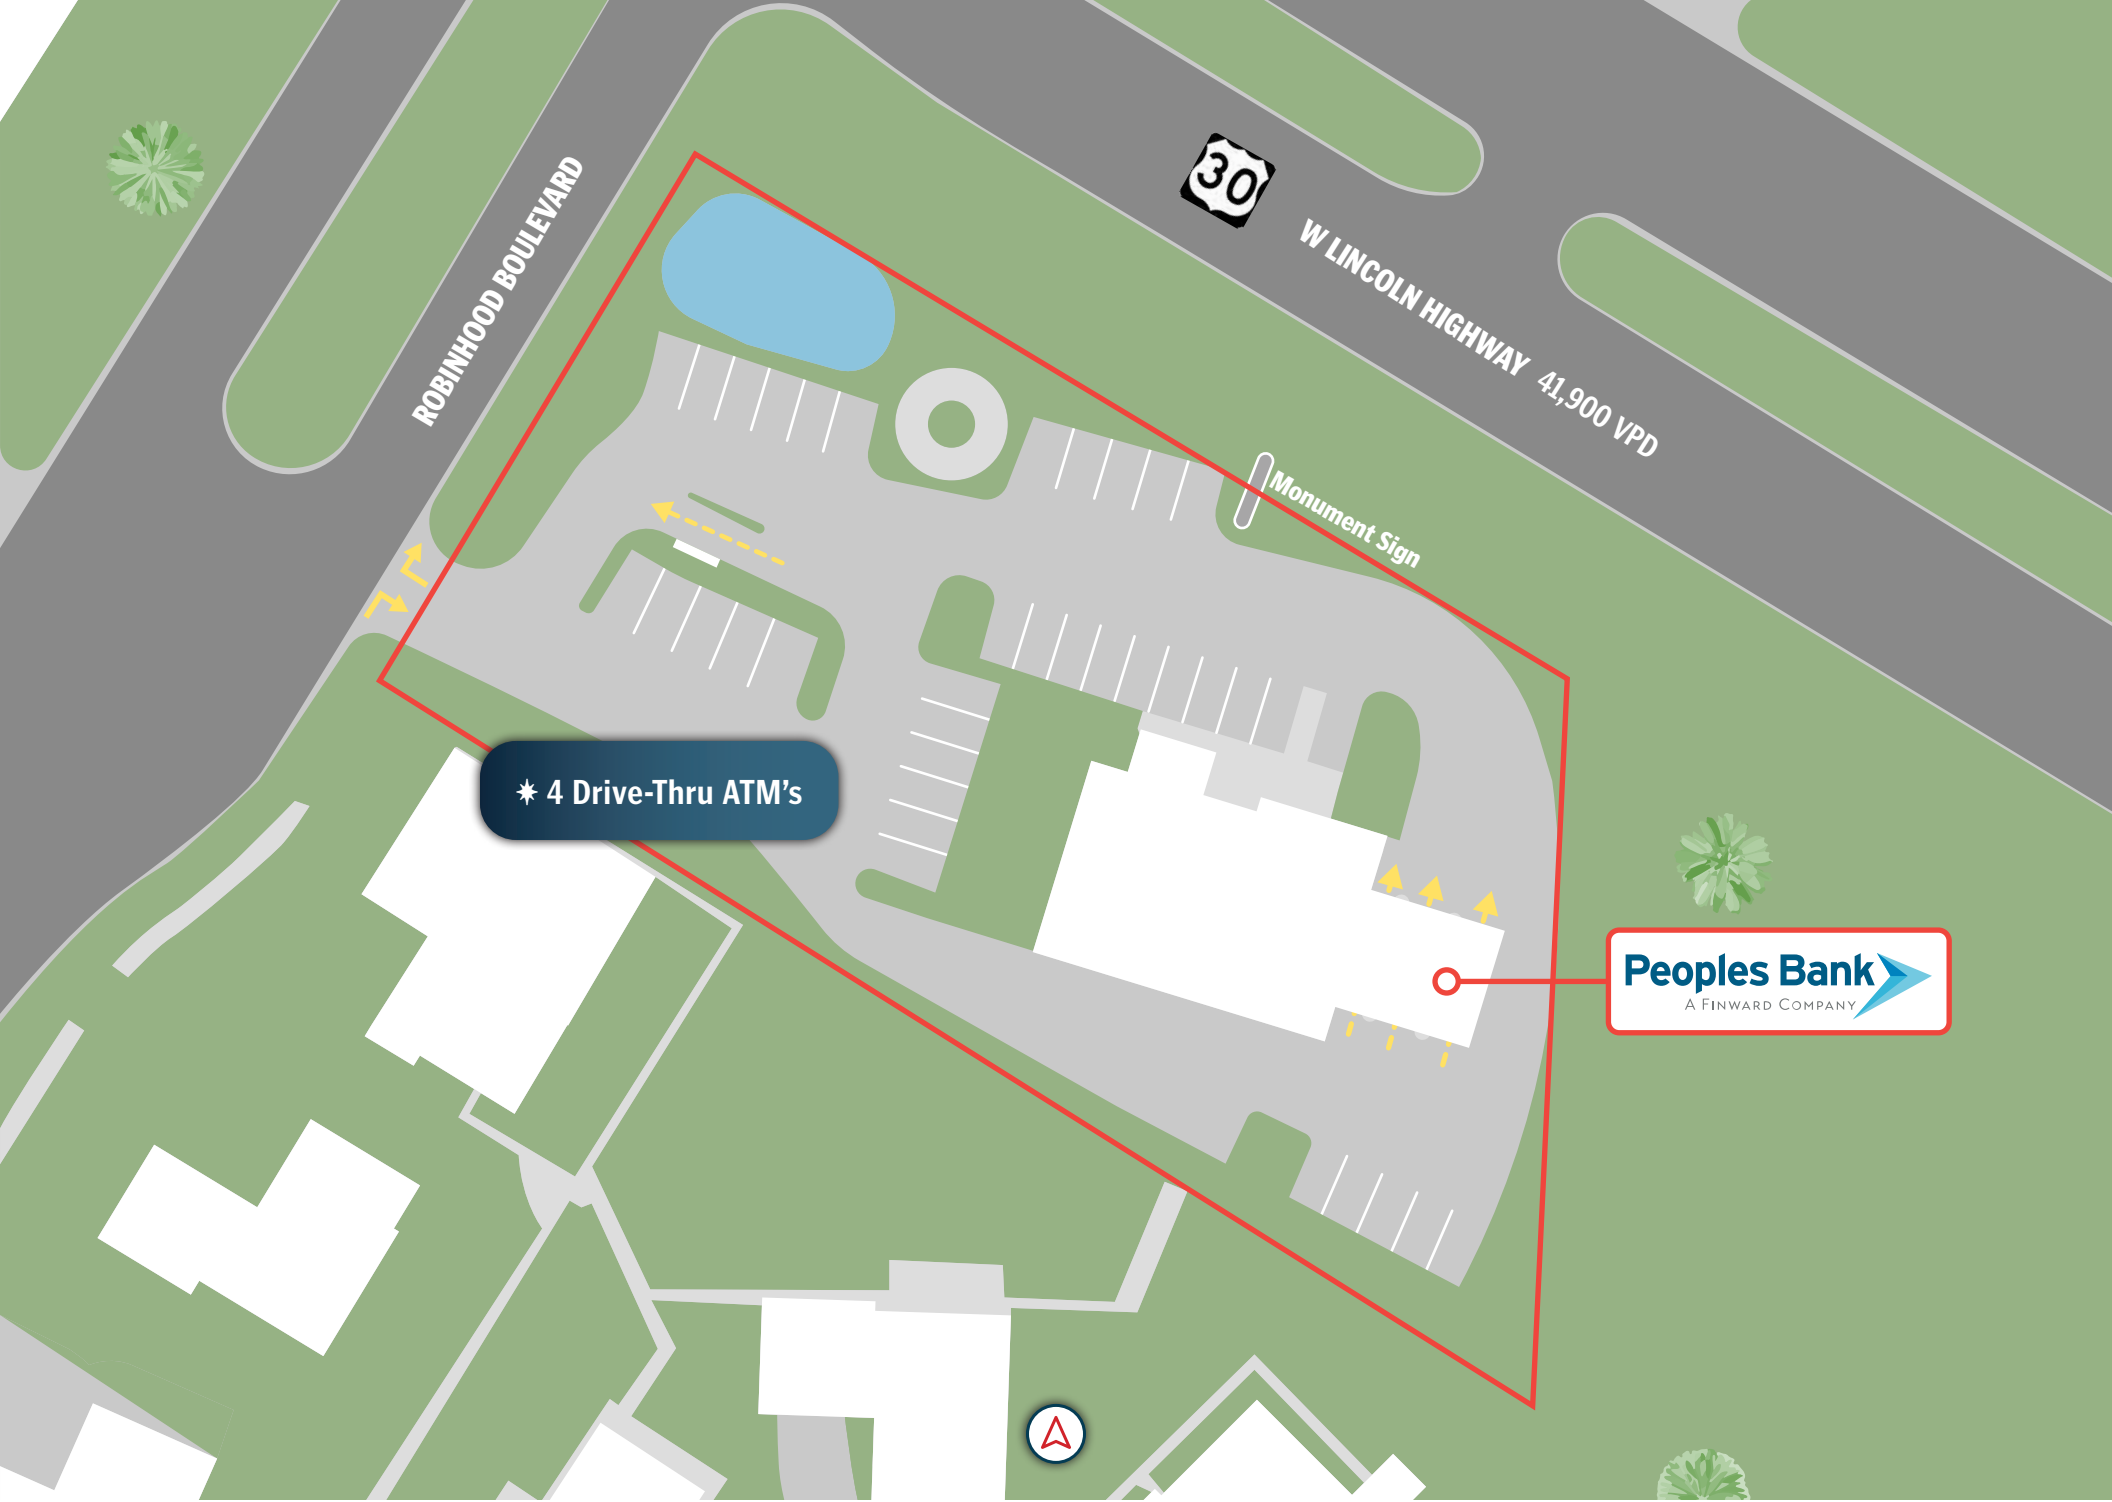 30
ROBINHOOD BOULEVARD
W LINCOLN HIGHWAY 41,900 VPD
Monument Sign
✷ 4 Drive-Thru ATM’s
Peoples Bank
A FINWARD COMPANY